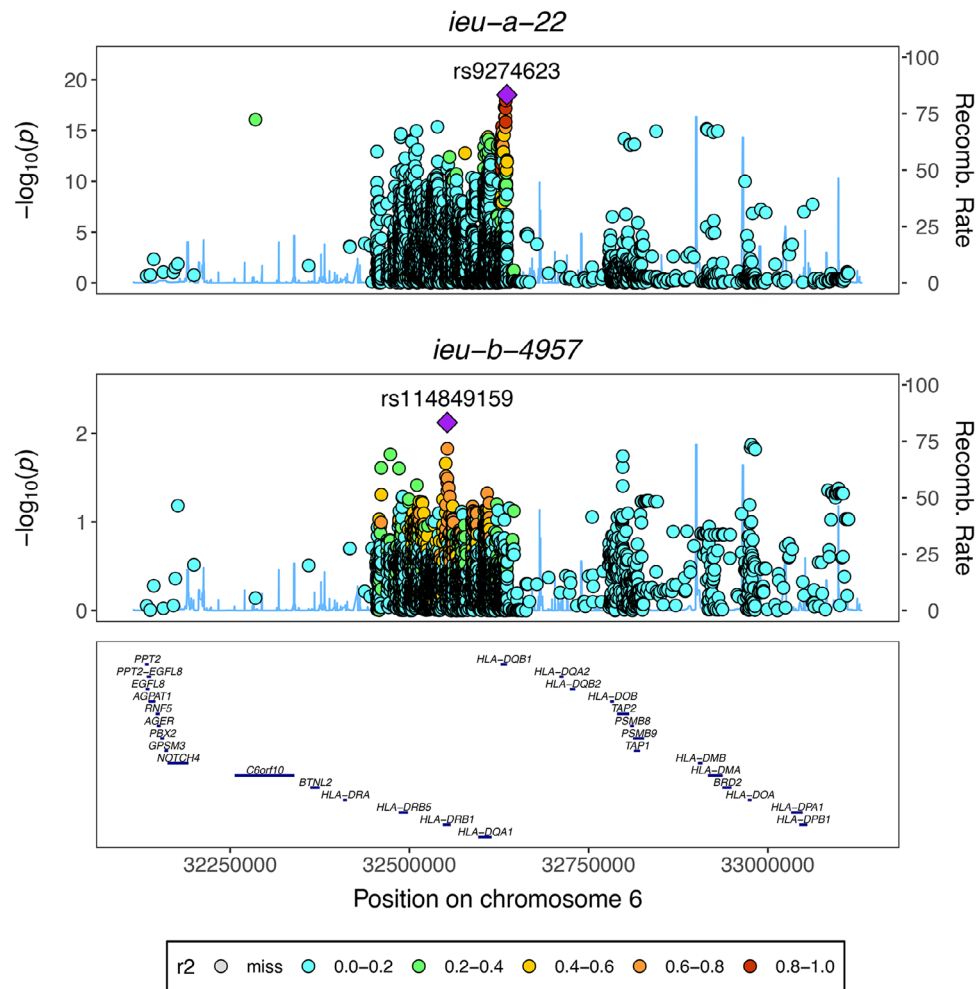 ieu−a−22
rs9274623
−log10(p)
20
15
10
5
0
100
75
50
25
0
Recomb. Rate
ieu−b−4957
rs114849159
−log10(p)
2
1
0
100
75
50
25
0
Recomb. Rate
PPT2
PPT2−EGFL8
EGFL8
AGPAT1
RNF5
AGER
PBX2
GPSM3
NOTCH4
C6orf10
BTNL2
HLA−DRA
HLA−DRB5
HLA−DRB1
HLA−DQA1
HLA−DQB1
HLA−DQA2
HLA−DQB2
HLA−DOB
TAP2
PSMB8
PSMB9
TAP1
HLA−DMB
HLA−DMA
BRD2
HLA−DOA
HLA−DPA1
HLA−DPB1
32250000 32500000 32750000 33000000
Position on chromosome 6
r2 miss 0.0−0.2 0.2−0.4 0.4−0.6 0.6−0.8 0.8−1.0